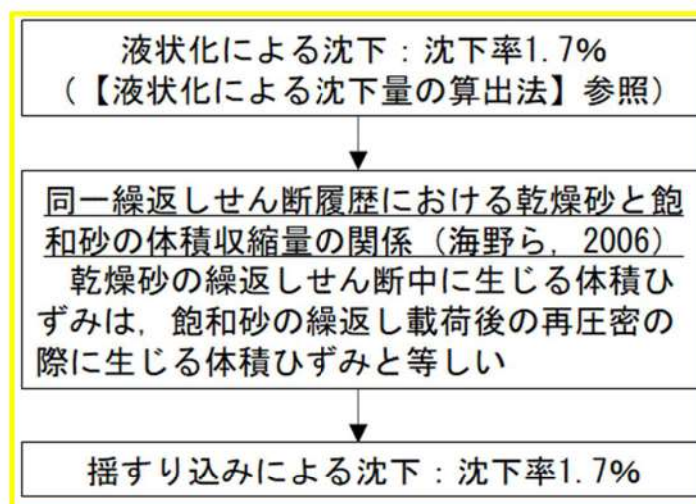 液状化による沈下：沈下率1.7%
（【液状化による沈下量の算出法】参照）
同一繰返しせん断履歴における乾燥砂と飽
和砂の体積収縮量の関係（海野ら，2006）
乾燥砂の繰返しせん断中に生じる体積ひ
ずみは，飽和砂の繰返し載荷後の再圧密の
際に生じる体積ひずみと等しい
揺すり込みによる沈下：沈下率1.7%